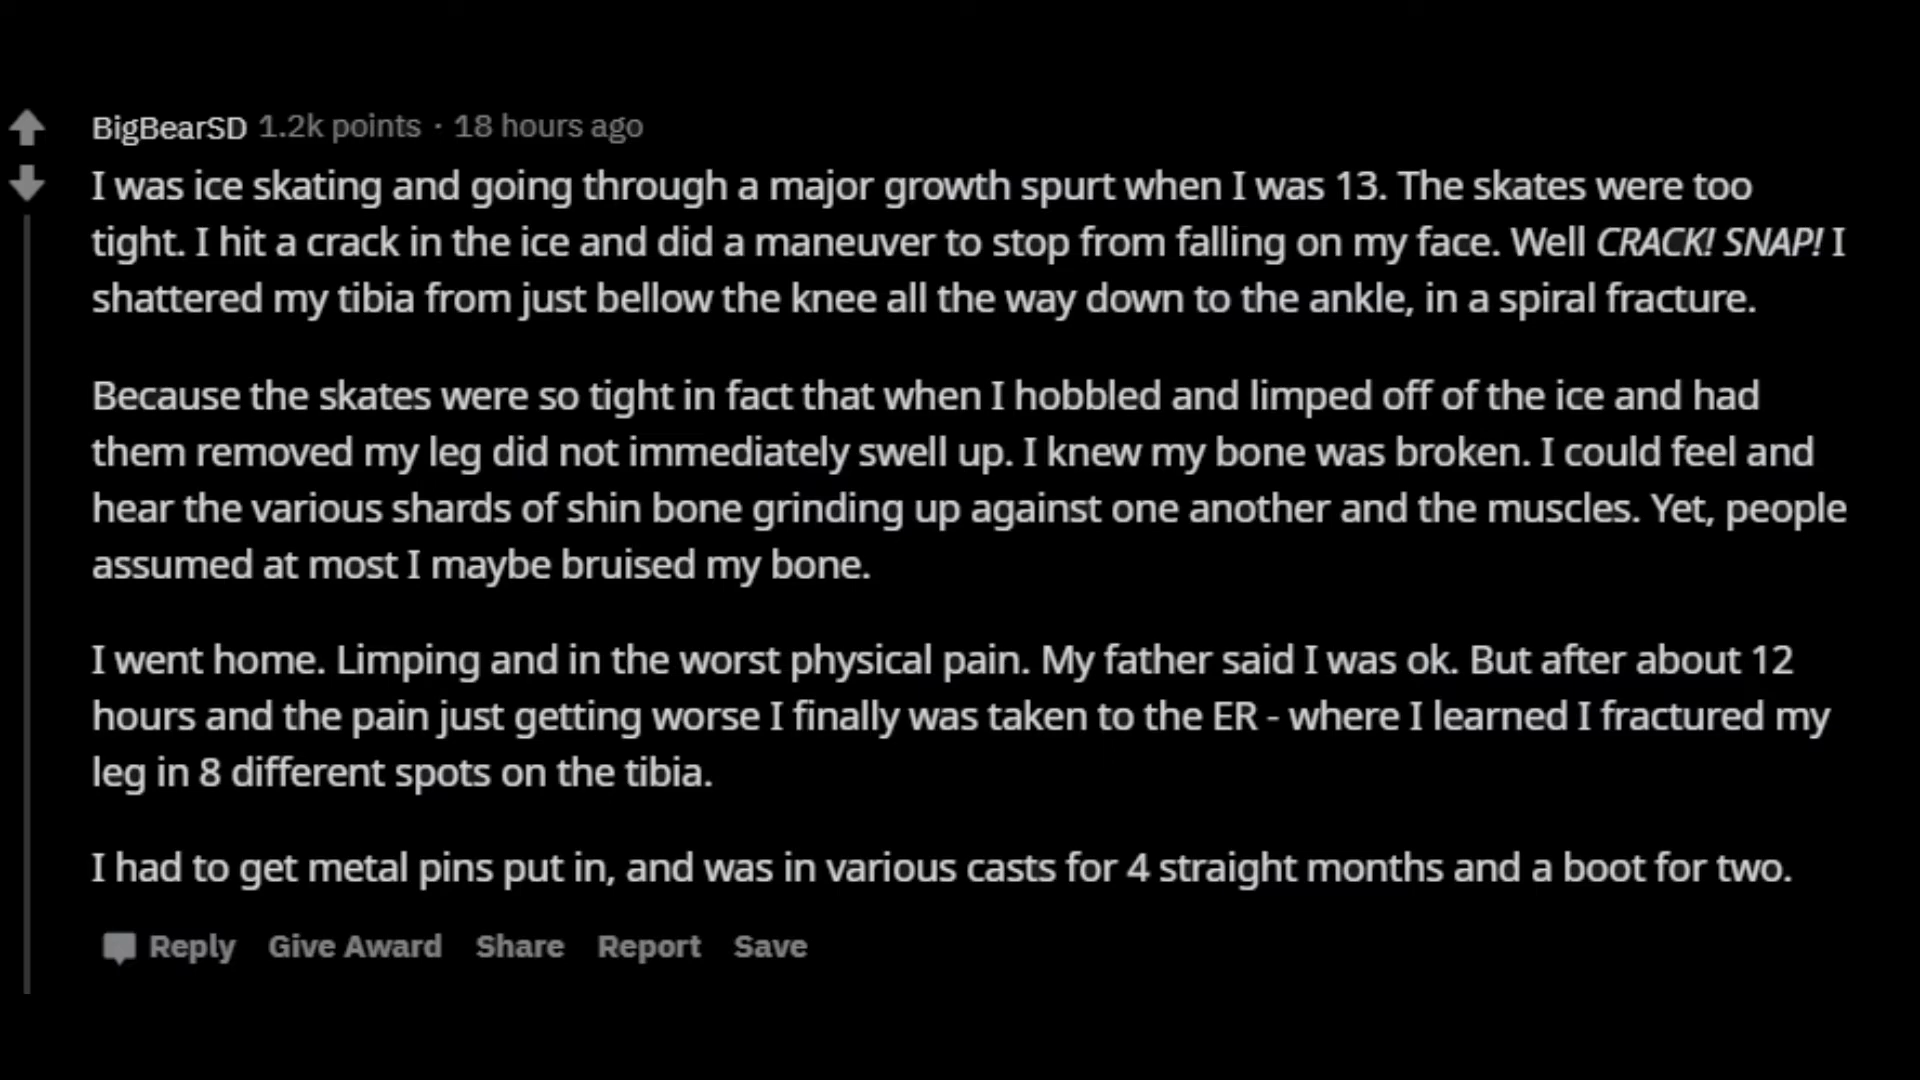 BigBearSD 1.2k points · 18 hours ago
I was ice skating and going through a major growth spurt when I was 13. The skates were too
tight. I hit a crack in the ice and did a maneuver to stop from falling on my face. Well CRACK! SNAP! I
shattered my tibia from just bellow the knee all the way down to the ankle, in a spiral fracture.
Because the skates were so tight in fact that when I hobbled and limped off of the ice and had
them removed my leg did not immediately swell up. I knew my bone was broken. I could feel and
hear the various shards of shin bone grinding up against one another and the muscles. Yet, people
assumed at most I maybe bruised my bone.
I went home. Limping and in the worst physical pain. My father said I was ok. But after about 12
hours and the pain just getting worse I finally was taken to the ER - where I learned I fractured my
leg in 8 different spots on the tibia.
I had to get metal pins put in, and was in various casts for 4 straight months and a boot for two.
Reply Give Award Share Report Save